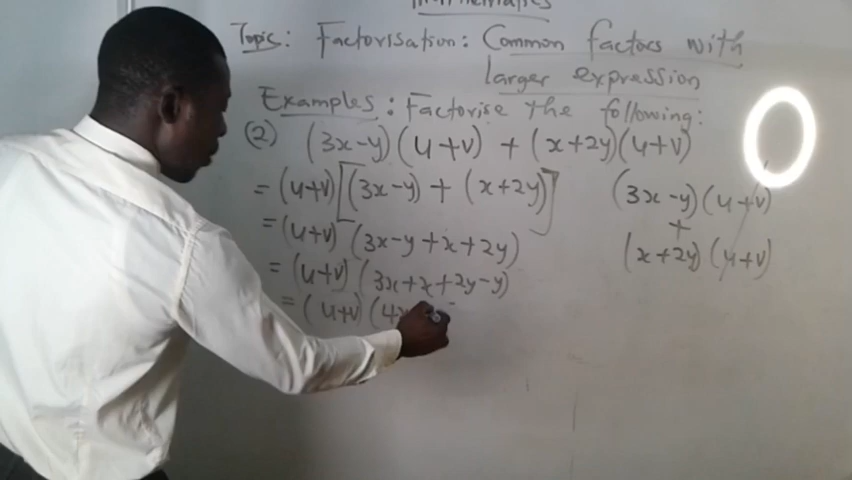 Mathematics
Topic: Factorisation: Common factors with
larger expression
Examples: Factorise the following:
(2) (3x-y)(u+v) + (x+2y)(u+v)
= (u+v)[(3x-y) + (x+2y)]
= (u+v) (3x-y+x+2y)
= (u+v) (3x+x+2y-y)
= (u+v) (4x
(3x-y)(u+v)
+
(x+2y)(u+v)